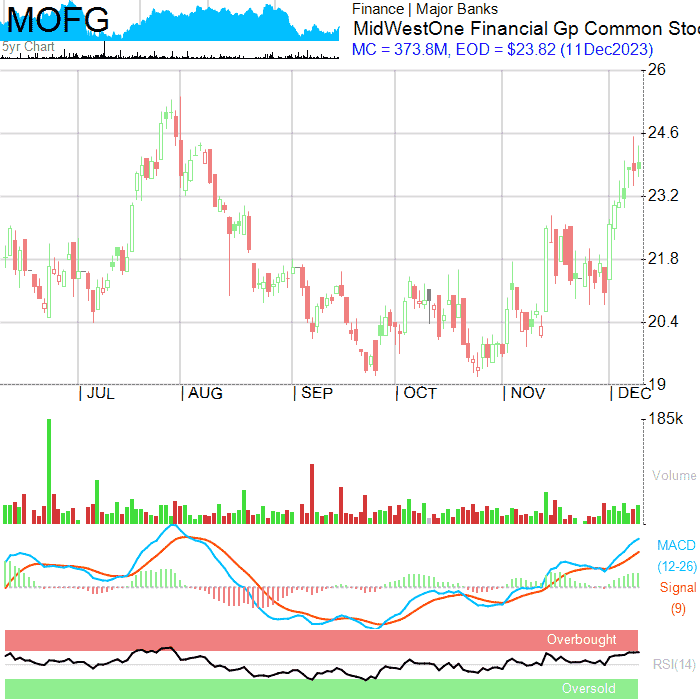 MOFG
5yr Chart
Finance | Major Banks
MidWestOne Financial Gp Common Sto
MC = 373.8M, EOD = $23.82 (11Dec2023)
26
24.6
23.2
21.8
20.4
19
JUL AUG SEP OCT NOV DEC
185k
Volume
MACD
(12-26)
Signal
(9)
Overbought
RSI(14)
Oversold